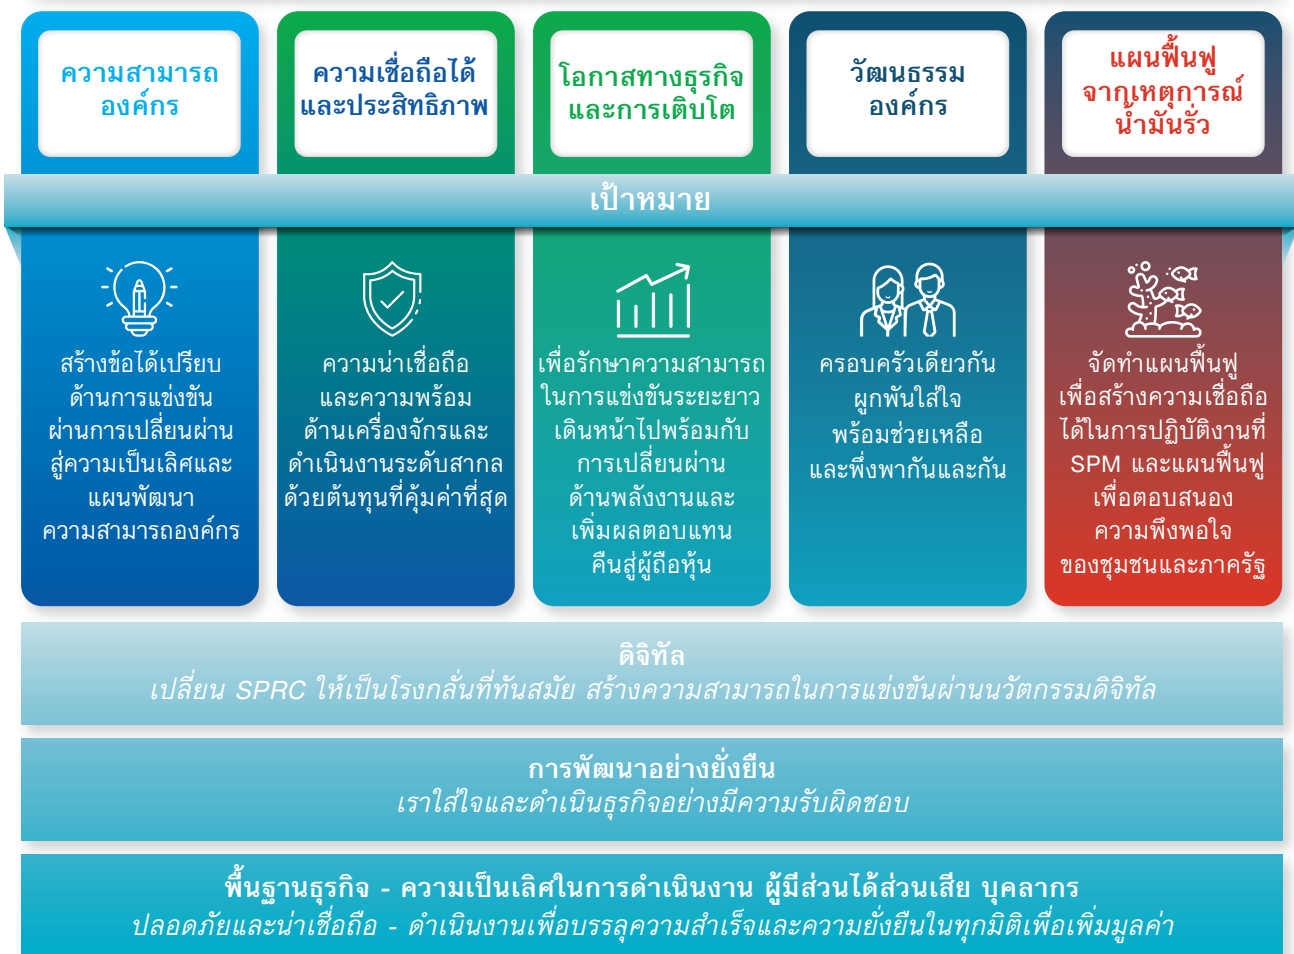 ความสามารถ
องค์กร
ความเชื่อถือได้
และประสิทธิภาพ
โอกาสทางธุรกิจ
และการเติบโต
วัฒนธรรม
องค์กร
แผนฟื้นฟู
จากเหตุการณ์
น้ำมันรั่ว
เป้าหมาย
สร้างข้อได้เปรียบ
ด้านการแข่งขัน
ผ่านการเปลี่ยนผ่าน
สู่ความเป็นเลิศและ
แผนพัฒนา
ความสามารถองค์กร
ความน่าเชื่อถือ
และความพร้อม
ด้านเครื่องจักรและ
ดำเนินงานระดับสากล
ด้วยต้นทุนที่คุ้มค่าที่สุด
เพื่อรักษาความสามารถ
ในการแข่งขันระยะยาว
เดินหน้าไปพร้อมกับ
การเปลี่ยนผ่าน
ด้านพลังงานและ
เพิ่มผลตอบแทน
คืนสู่ผู้ถือหุ้น
ครอบครัวเดียวกัน
ผูกพันใส่ใจ
พร้อมช่วยเหลือ
และพึ่งพากันและกัน
จัดทำแผนฟื้นฟู
เพื่อสร้างความเชื่อถือ
ได้ในการปฏิบัติงานที่
SPM และแผนฟื้นฟู
เพื่อตอบสนอง
ความพึงพอใจ
ของชุมชนและภาครัฐ
ดิจิทัล
เปลี่ยน SPRC ให้เป็นโรงกลั่นที่ทันสมัย สร้างความสามารถในการแข่งขันผ่านนวัตกรรมดิจิทัล
การพัฒนาอย่างยั่งยืน
เราใส่ใจและดำเนินธุรกิจอย่างมีความรับผิดชอบ
พื้นฐานธุรกิจ - ความเป็นเลิศในการดำเนินงาน ผู้มีส่วนได้ส่วนเสีย บุคลากร
ปลอดภัยและน่าเชื่อถือ - ดำเนินงานเพื่อบรรลุความสำเร็จและความยั่งยืนในทุกมิติเพื่อเพิ่มมูลค่า